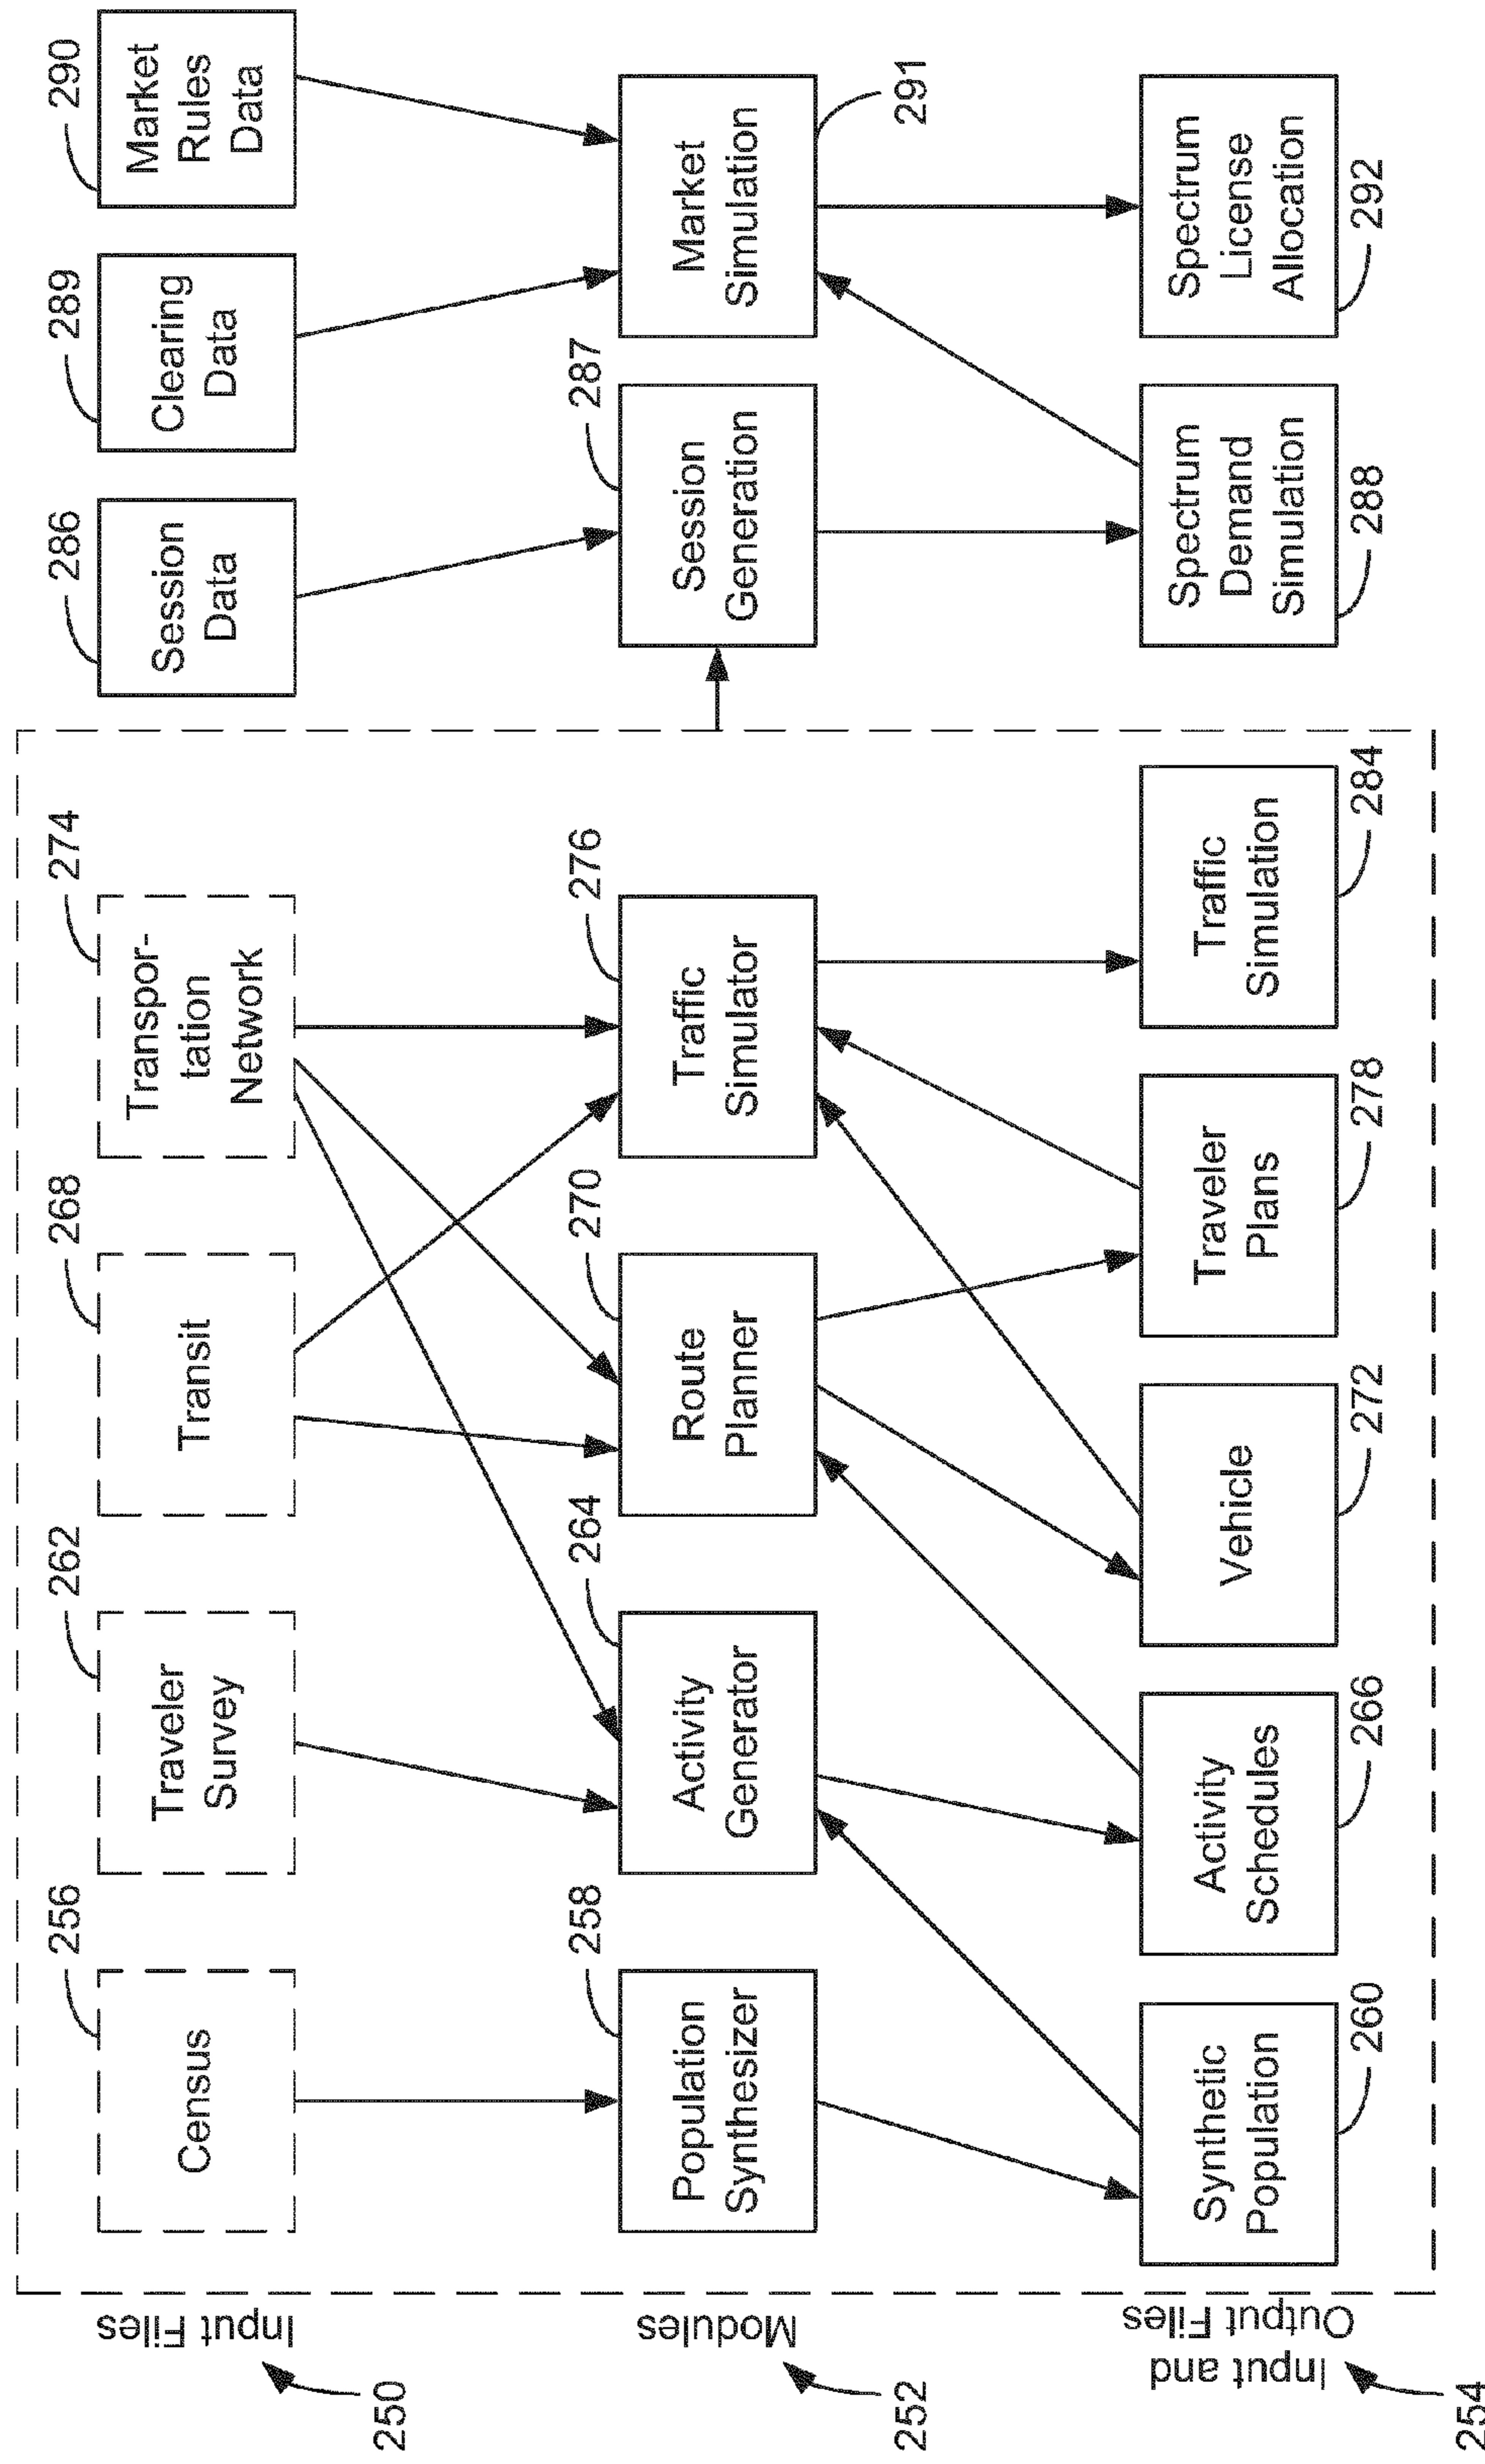 Input Files
250
Census
256
Traveler
Survey
262
Transit
268
Transpor-
tation
Network
274
Session
Data
286
Clearing
Data
289
Market
Rules
Data
290
Modules
252
Population
Synthesizer
258
Activity
Generator
264
Route
Planner
270
Traffic
Simulator
276
Session
Generation
287
Market
Simulation
291
Input and
Output Files
254
Synthetic
Population
260
Activity
Schedules
266
Vehicle
272
Traveler
Plans
278
Traffic
Simulation
284
Spectrum
Demand
Simulation
288
Spectrum
License
Allocation
292